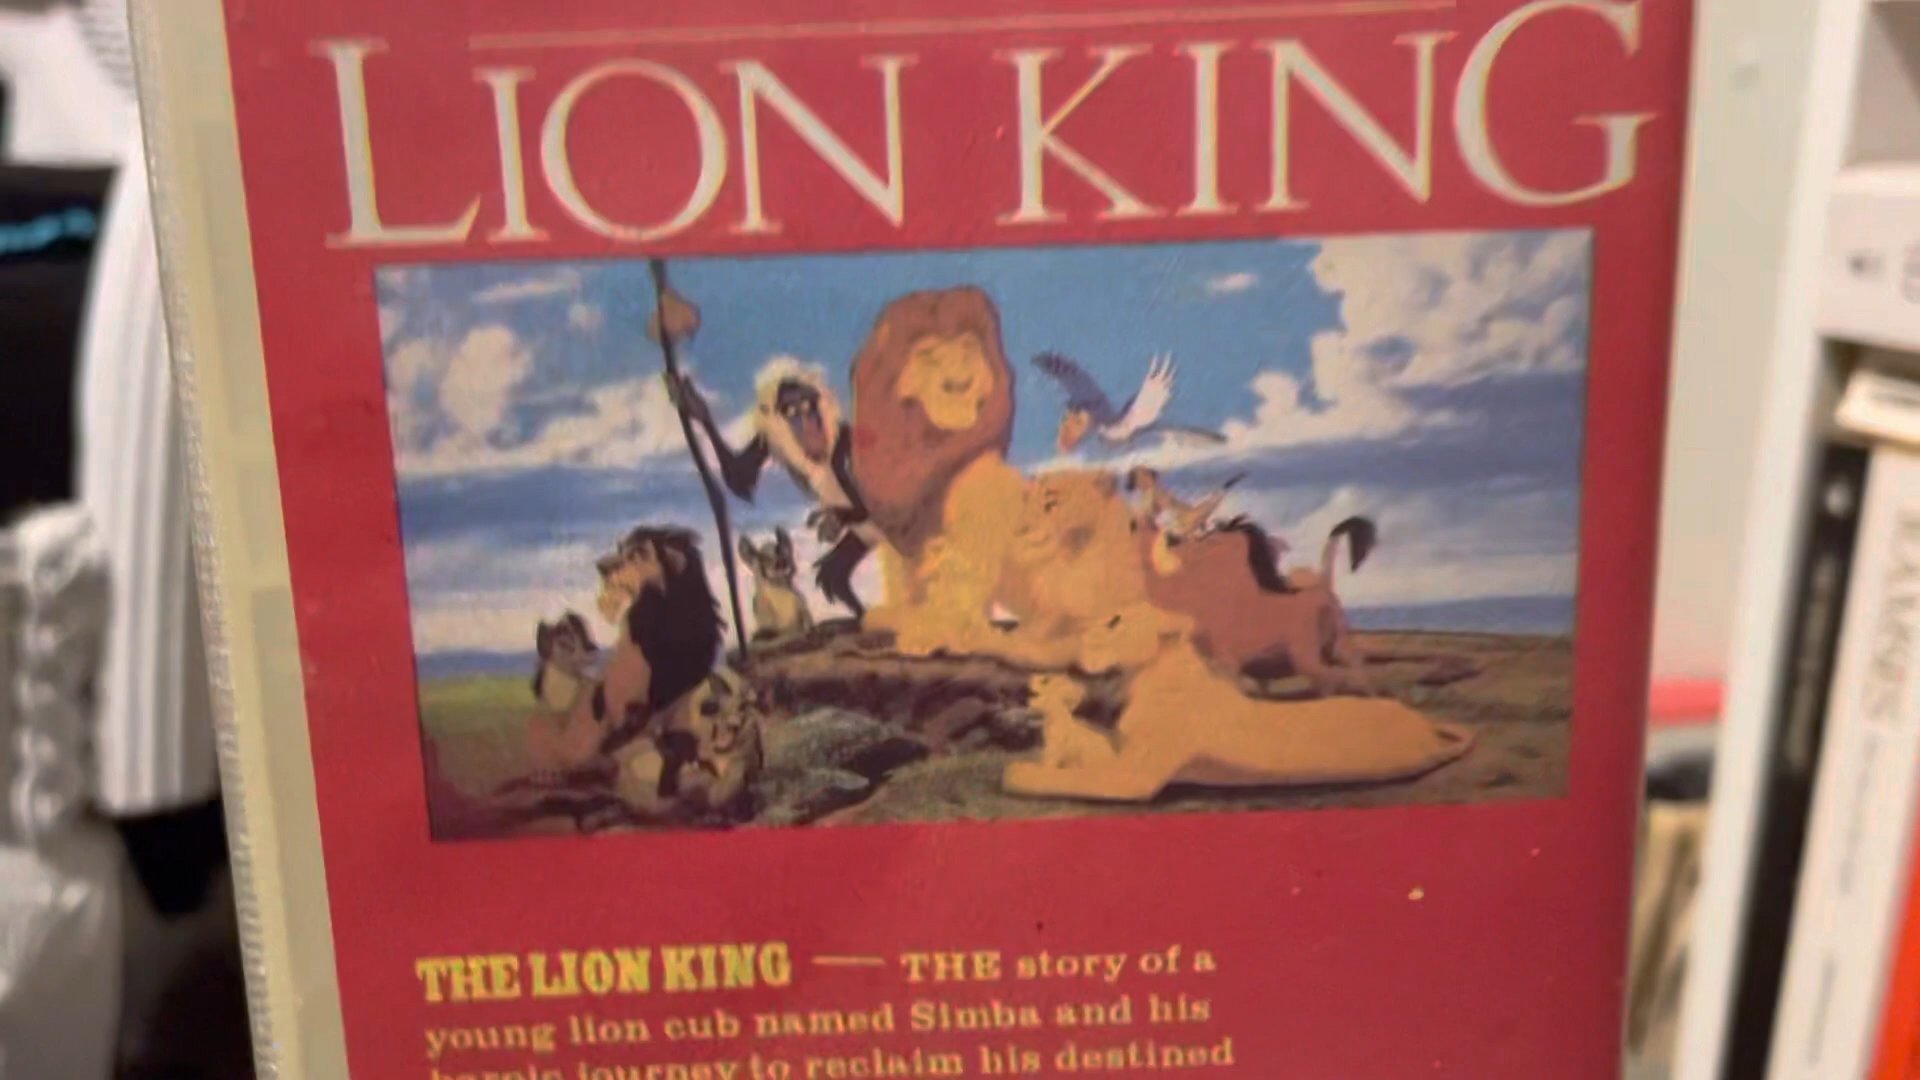 LION KING
THE LION KING — THE story of a
young lion cub named Simba and his
heroic journey to reclaim his destined